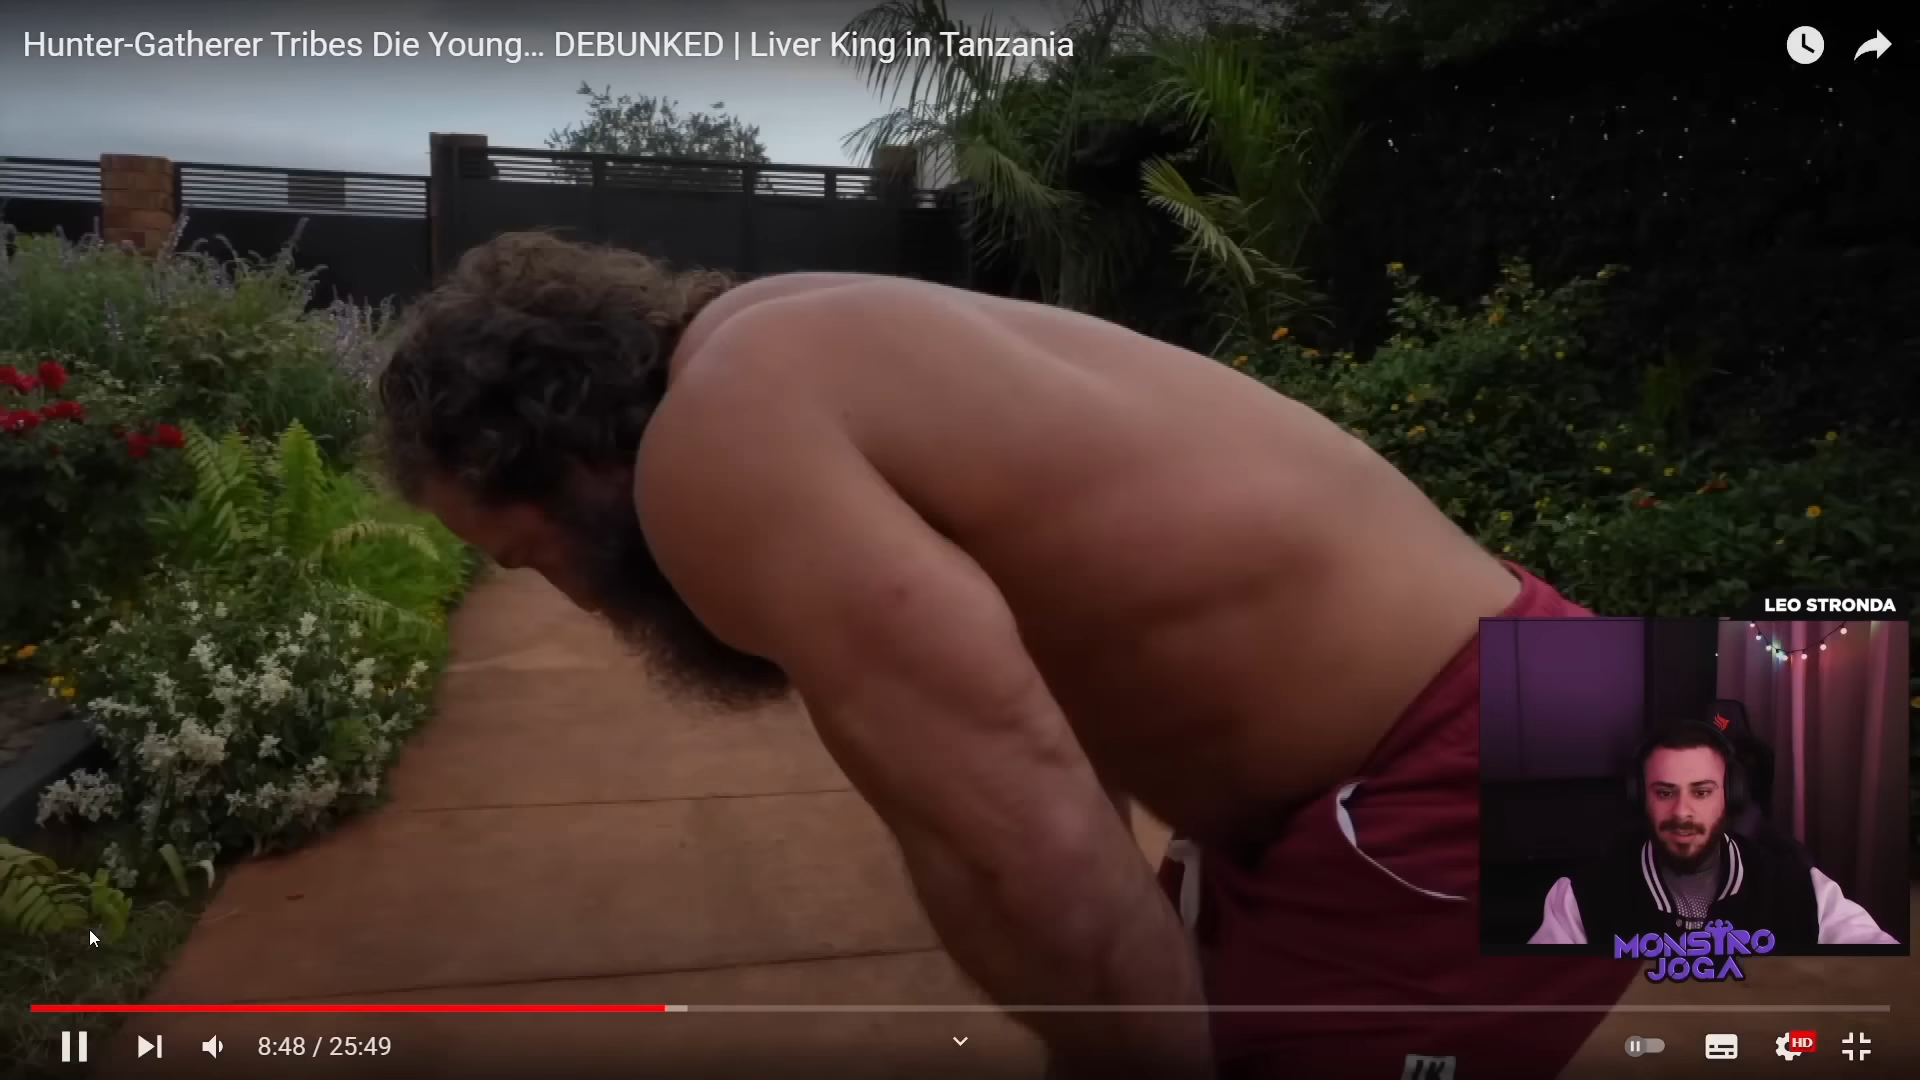 Hunter-Gatherer Tribes Die Young... DEBUNKED | Liver King in Tanzania
LEO STRONDA
MONSTRO
JOGA
8:48 / 25:49
HD
LK